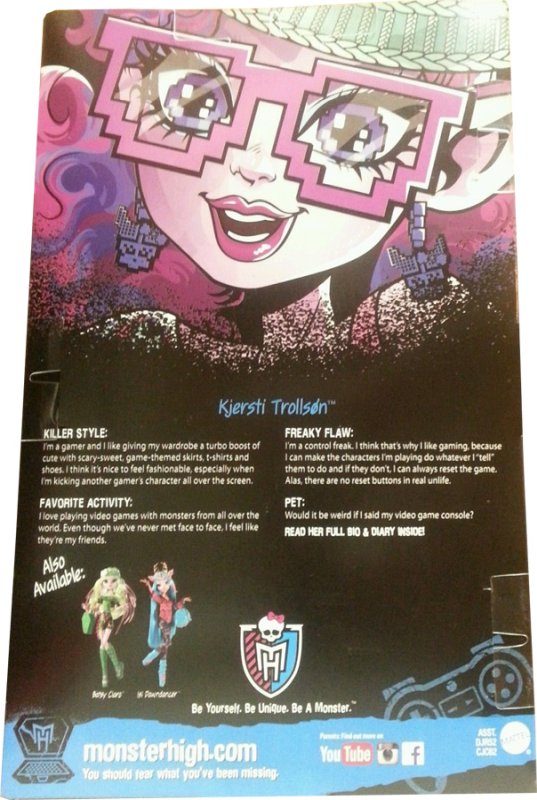 Kjersti Trollsøn™
KILLER STYLE:
I'm a gamer and I like giving my wardrobe a turbo boost of
cute with scary-sweet, game-themed skirts, t-shirts and
shoes. I think it's nice to feel fashionable, especially when
I'm kicking another gamer's character all over the screen.
FAVORITE ACTIVITY:
I love playing video games with monsters from all over the
world. Even though we've never met face to face, I feel like
they're my friends.
FREAKY FLAW:
I'm a control freak. I think that's why I like gaming, because
I can make the characters I'm playing do whatever I "tell"
them to do and if they don't, I can always reset the game.
Alas, there are no reset buttons in real unlife.
PET:
Would it be weird if I said my video game console?
READ HER FULL BIO & DIARY INSIDE!
Also
Available:
Batsy Claro™
Isi Dawndancer™
Be Yourself. Be Unique. Be A Monster.™
monsterhigh.com
You should fear what you've been missing.
Parents: Find out more on
YouTube f
ASST.
DJR52
CJC62
MATTEL